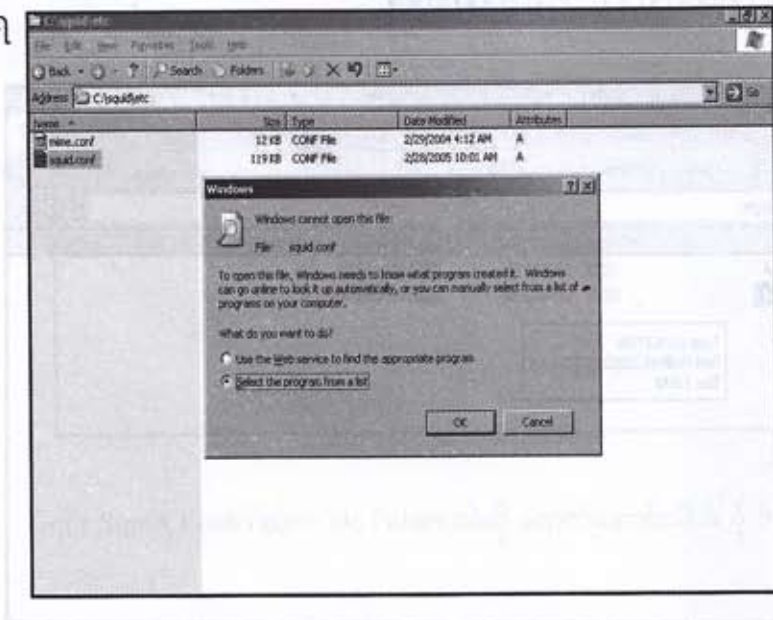 C:\squid\etc
File Edit View Favorites Tools Help
Back Search Folders
Address C:\squid\etc Go
Name Size Type Date Modified Attributes
mime.conf 12 KB CONF File 2/29/2004 4:12 AM A
squid.conf 119 KB CONF File 2/28/2005 10:01 AM A
Windows
Windows cannot open this file:
File: squid.conf
To open this file, Windows needs to know what program created it. Windows
can go online to look it up automatically, or you can manually select from a list of
programs on your computer.
What do you want to do?
Use the Web service to find the appropriate program
Select the program from a list
OK Cancel